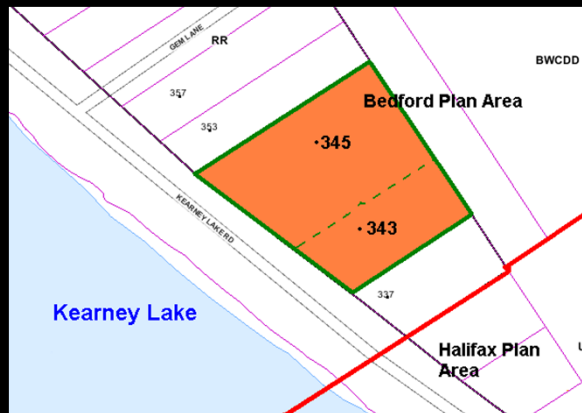 GEM LANE
RR
BWCDD
357
Bedford Plan Area
353
345
KEARNEY LAKE RD
343
337
Kearney Lake
Halifax Plan
Area
U